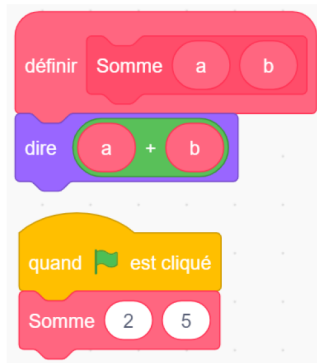 définir Somme a b
dire a + b
quand est cliqué
Somme 2 5